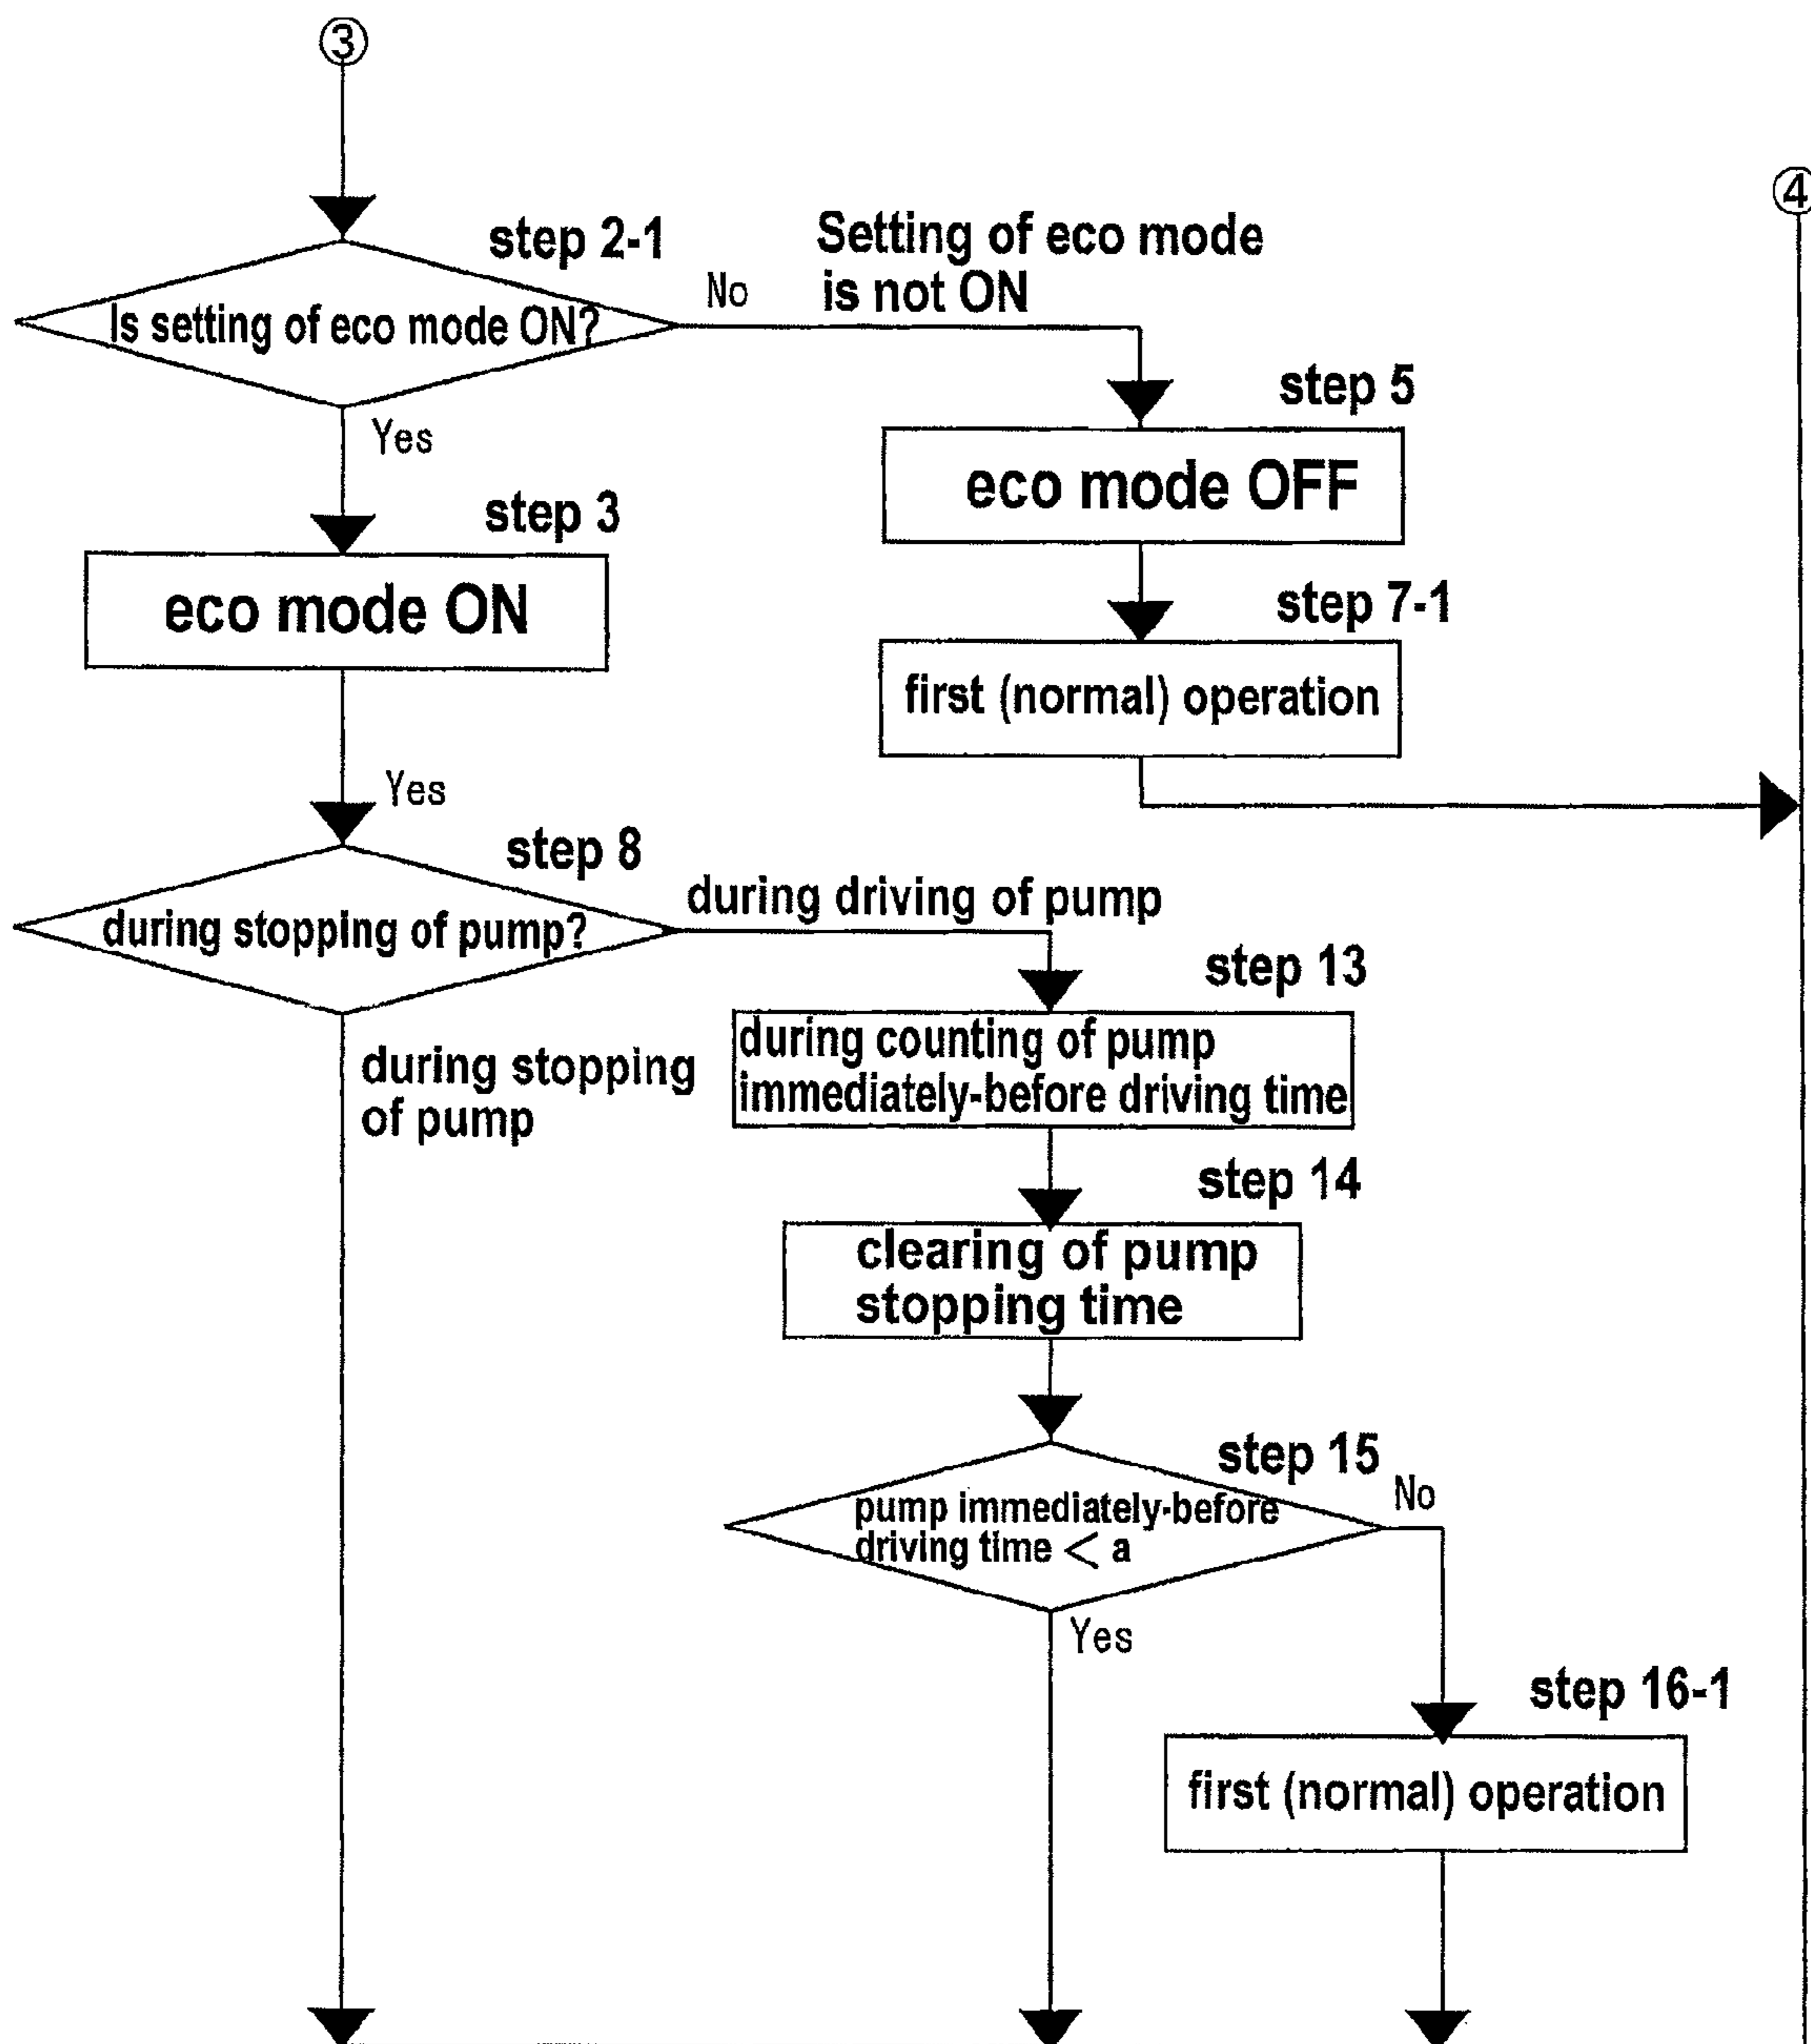 ③
④
step 2-1
Setting of eco mode
is not ON
No
Is setting of eco mode ON?
Yes
step 5
eco mode OFF
step 3
eco mode ON
step 7-1
first (normal) operation
Yes
step 8
during driving of pump
during stopping of pump?
step 13
during counting of pump
immediately-before driving time
during stopping
of pump
step 14
clearing of pump
stopping time
step 15
No
pump immediately-before
driving time < a
Yes
step 16-1
first (normal) operation